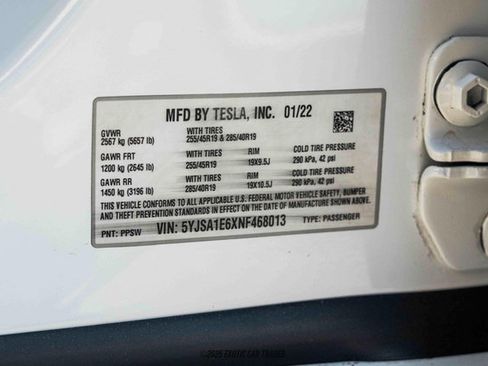 MFD BY TESLA, INC. 01/22
GVWR WITH TIRES
2567 kg (5657 lb) 255/45R19 & 285/40R19
GAWR FRT WITH TIRES RIM COLD TIRE PRESSURE
1200 kg (2645 lb) 255/45R19 19X9.5J 290 kPa, 42 psi
GAWR RR WITH TIRES RIM COLD TIRE PRESSURE
1450 kg (3196 lb) 285/40R19 19X10.5J 290 kPa, 42 psi
THIS VEHICLE CONFORMS TO ALL APPLICABLE U.S. FEDERAL MOTOR VEHICLE SAFETY, BUMPER
AND THEFT PREVENTION STANDARDS IN EFFECT ON THE DATE OF MANUFACTURE SHOWN ABOVE.
PNT: PPSW VIN: 5YJSA1E6XNF468013 TYPE: PASSENGER
©2025 EXOTIC CAR TRADER